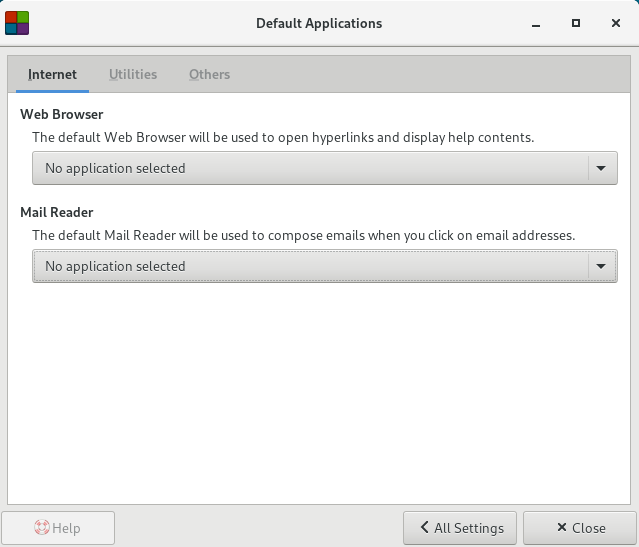 Default Applications
Internet Utilities Others
Web Browser
The default Web Browser will be used to open hyperlinks and display help contents.
No application selected
Mail Reader
The default Mail Reader will be used to compose emails when you click on email addresses.
No application selected
Help All Settings Close